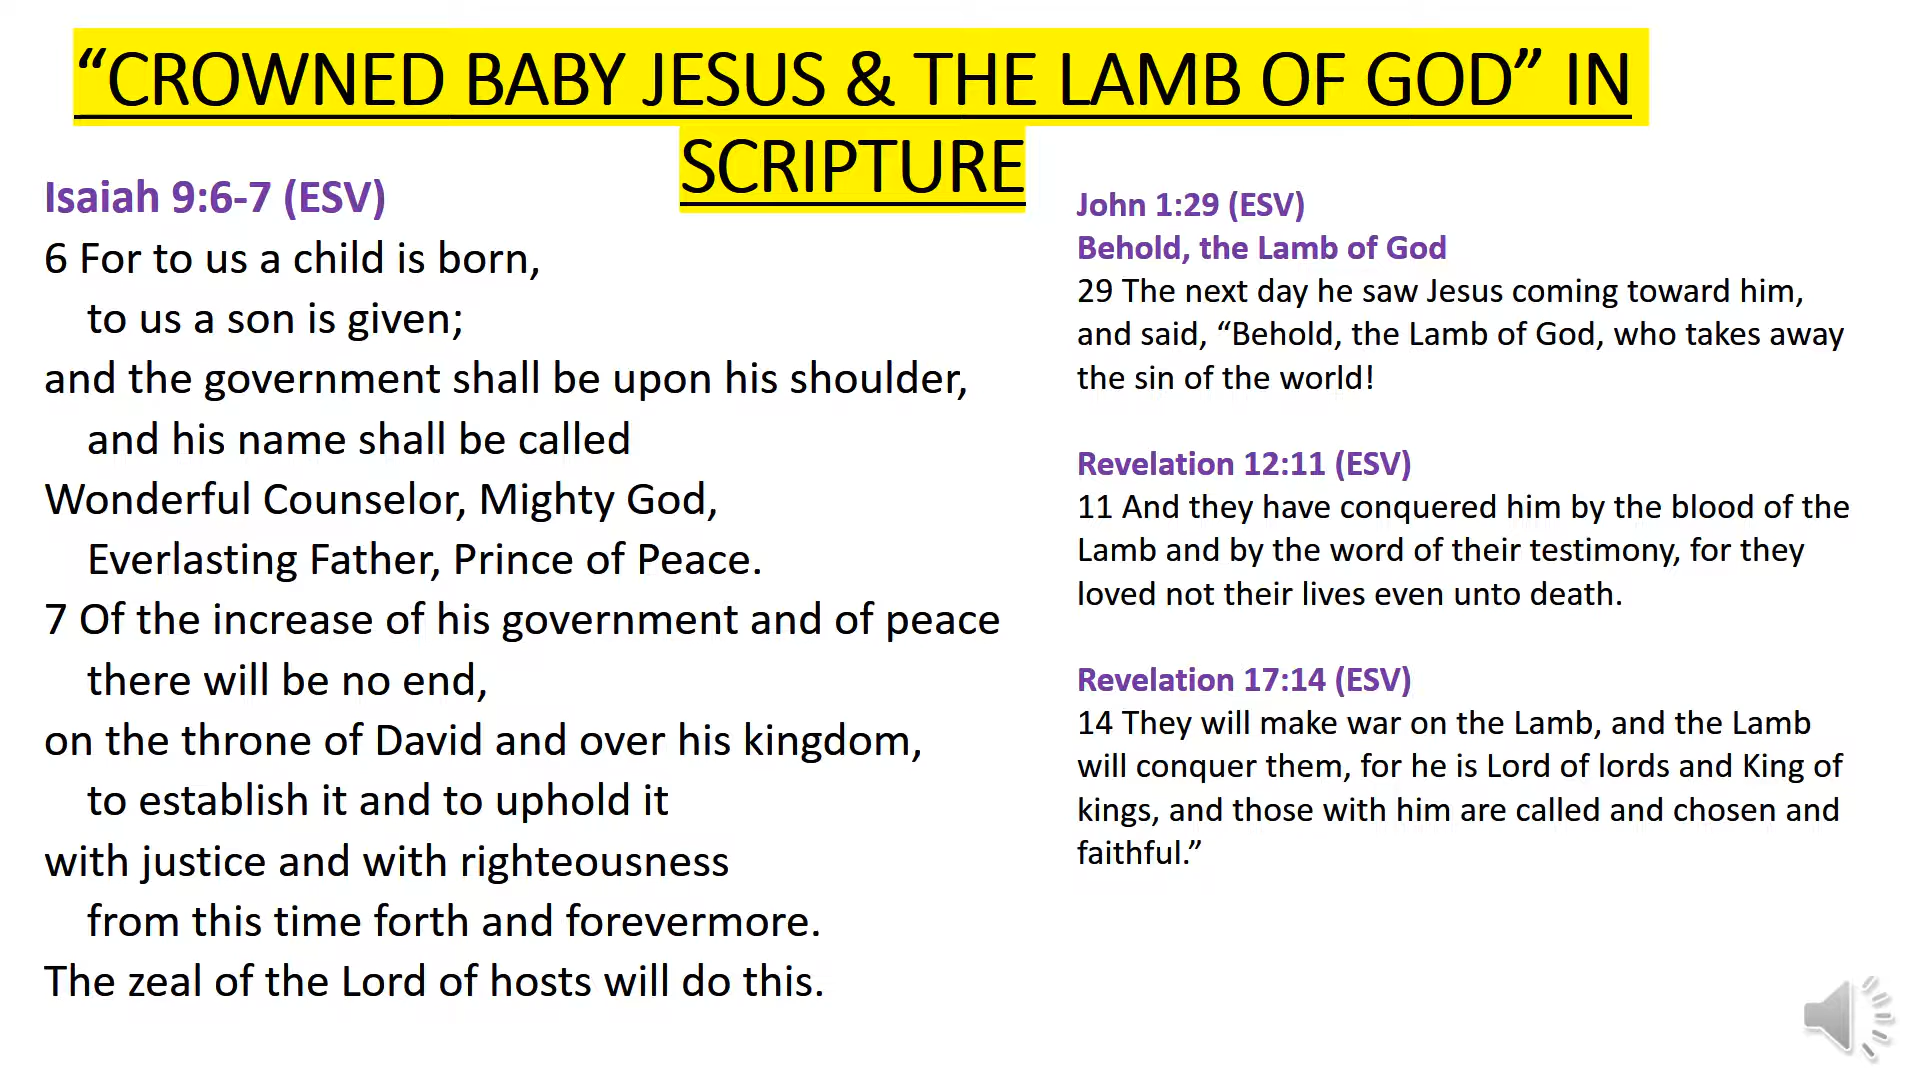 “CROWNED BABY JESUS & THE LAMB OF GOD” IN
SCRIPTURE
Isaiah 9:6-7 (ESV)
6 For to us a child is born,
to us a son is given;
and the government shall be upon his shoulder,
and his name shall be called
Wonderful Counselor, Mighty God,
Everlasting Father, Prince of Peace.
7 Of the increase of his government and of peace
there will be no end,
on the throne of David and over his kingdom,
to establish it and to uphold it
with justice and with righteousness
from this time forth and forevermore.
The zeal of the Lord of hosts will do this.
John 1:29 (ESV)
Behold, the Lamb of God
29 The next day he saw Jesus coming toward him,
and said, “Behold, the Lamb of God, who takes away
the sin of the world!
Revelation 12:11 (ESV)
11 And they have conquered him by the blood of the
Lamb and by the word of their testimony, for they
loved not their lives even unto death.
Revelation 17:14 (ESV)
14 They will make war on the Lamb, and the Lamb
will conquer them, for he is Lord of lords and King of
kings, and those with him are called and chosen and
faithful.”